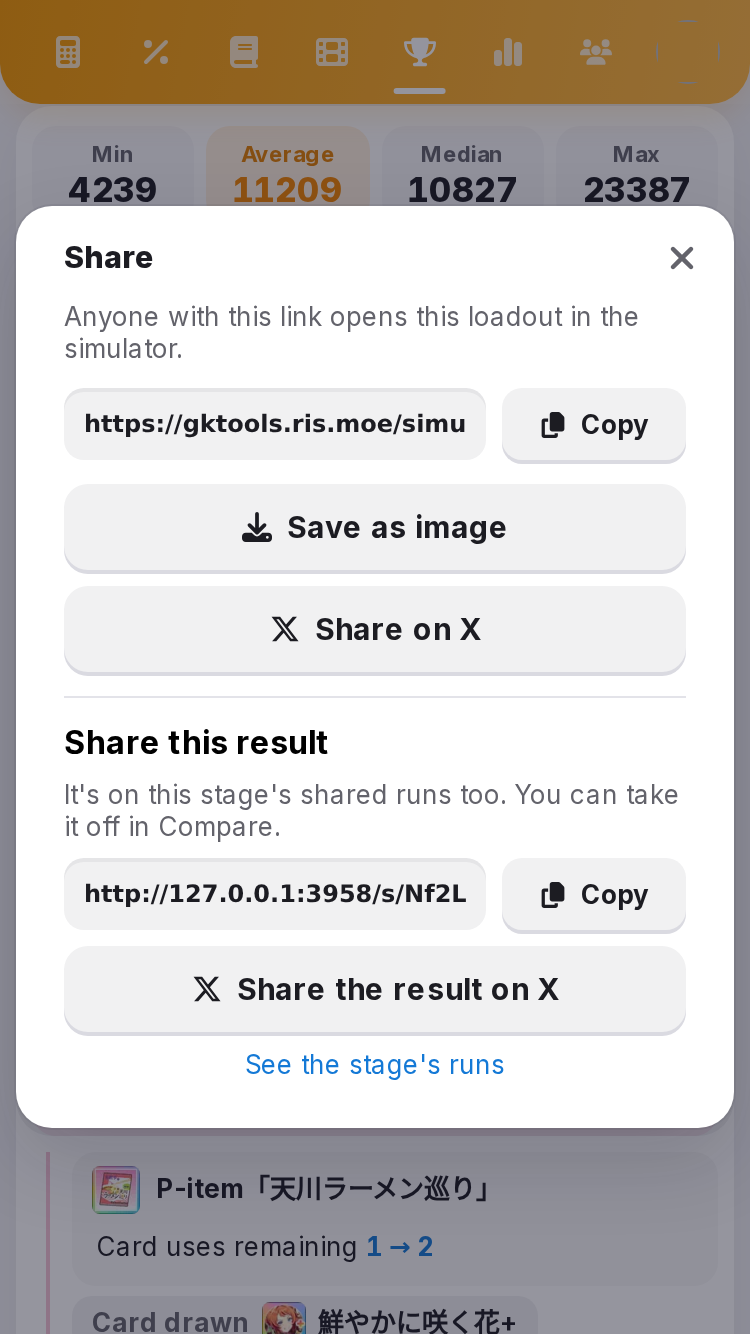 Min
Average
Median
Max
4239
11209
10827
23387
Share
Anyone with this link opens this loadout in the
simulator.
https://gktools.ris.moe/simu
Copy
Save as image
Share on X
Share this result
It's on this stage's shared runs too. You can take
it off in Compare.
http://127.0.0.1:3958/s/Nf2L
Copy
Share the result on X
See the stage's runs
P-item「天川ラーメン巡り」
Card uses remaining 1 → 2
Card drawn 鮮やかに咲く花+